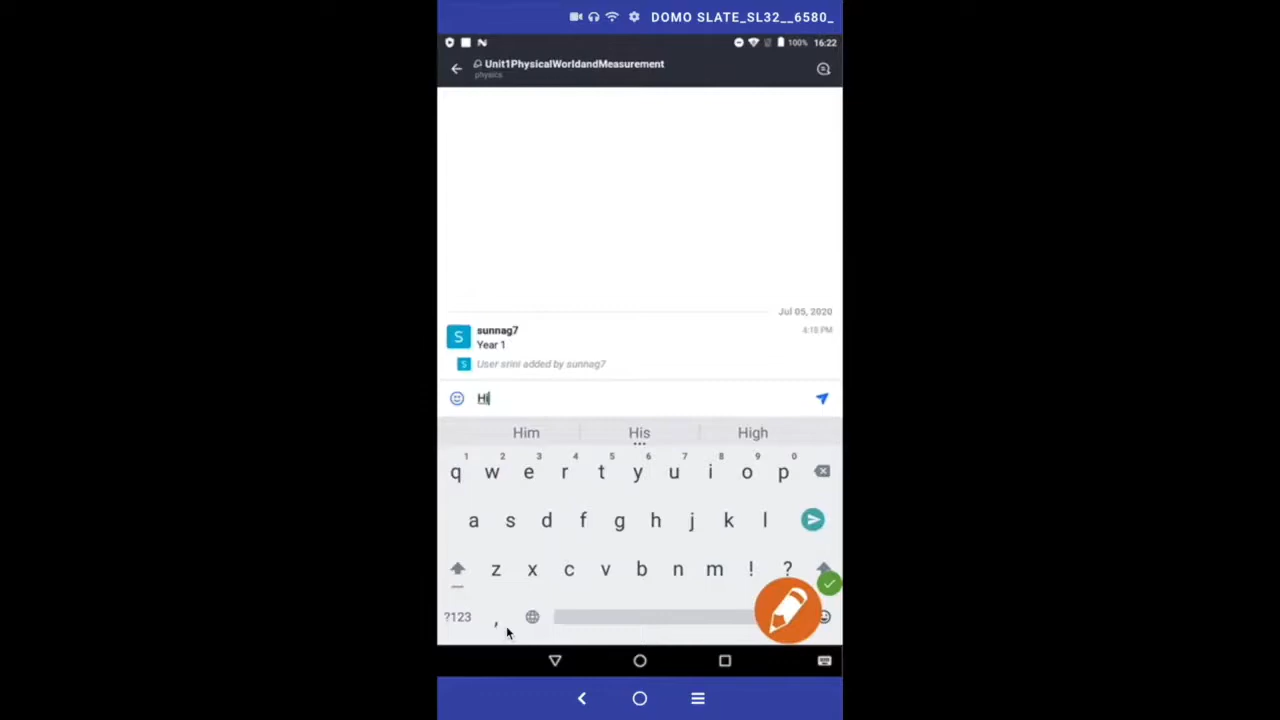 DOMO SLATE_SL32__6580_
100% 16:22
Unit1PhysicalWorldandMeasurement
physics
Jul 05, 2020
sunnag7 4:18 PM
S
Year 1
S User srini added by sunnag7
Hi
Him His High
1 2 3 4 5 6 7 8 9 0
q w e r t y u i o p
a s d f g h j k l
z x c v b n m ! ?
?123 ,